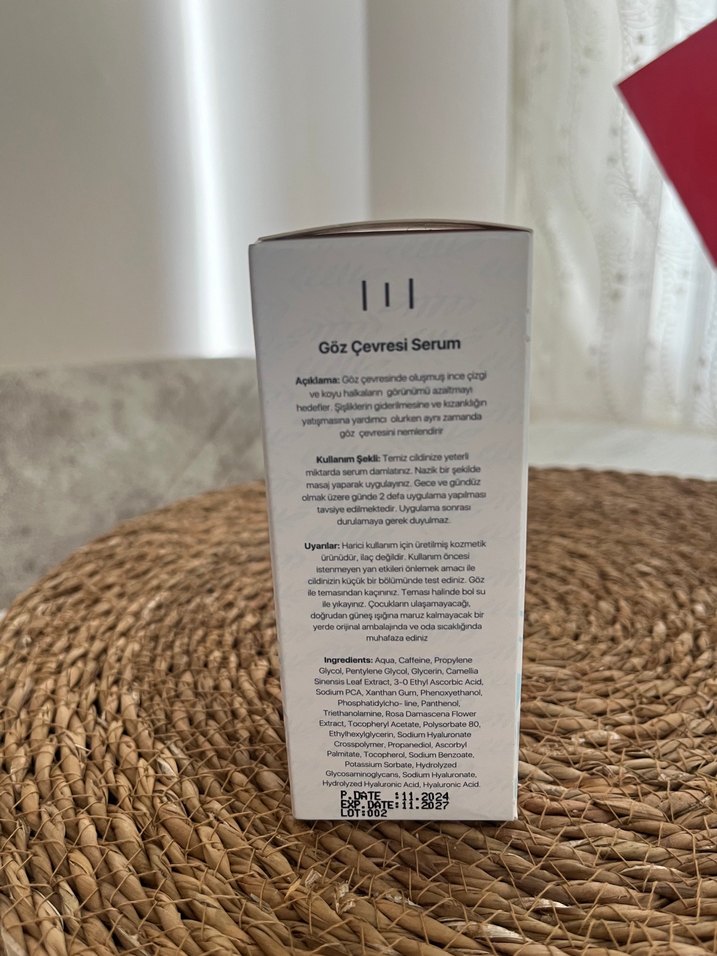 Göz Çevresi Serum
Açıklama: Göz çevresinde oluşmuş ince çizgi
ve koyu halkaların görünümü azaltmayı
hedefler. Şişliklerin giderilmesine ve kızarıklığın
yatışmasına yardımcı olurken aynı zamanda
göz çevresini nemlendirir
Kullanım Şekli: Temiz cildinize yeterli
miktarda serum damlatınız. Nazik bir şekilde
masaj yaparak uygulayınız. Gece ve gündüz
olmak üzere günde 2 defa uygulama yapılması
tavsiye edilmektedir. Uygulama sonrası
durulamaya gerek duyulmaz.
Uyarılar: Harici kullanım için üretilmiş kozmetik
ürünüdür, ilaç değildir. Kullanım öncesi
istenmeyen yan etkileri önlemek amacı ile
cildinizin küçük bir bölümünde test ediniz. Göz
ile temasından kaçınınız. Teması halinde bol su
ile yıkayınız. Çocukların ulaşamayacağı,
doğrudan güneş ışığına maruz kalmayacak bir
yerde orijinal ambalajında ve oda sıcaklığında
muhafaza ediniz
Ingredients: Aqua, Caffeine, Propylene
Glycol, Pentylene Glycol, Glycerin, Camellia
Sinensis Leaf Extract, 3-0 Ethyl Ascorbic Acid,
Sodium PCA, Xanthan Gum, Phenoxyethanol,
Phosphatidylcho- line, Panthenol,
Triethanolamine, Rosa Damascena Flower
Extract, Tocopheryl Acetate, Polysorbate 80,
Ethylhexylglycerin, Sodium Hyaluronate
Crosspolymer, Propanediol, Ascorbyl
Palmitate, Tocopherol, Sodium Benzoate,
Potassium Sorbate, Hydrolyzed
Glycosaminoglycans, Sodium Hyaluronate,
Hydrolyzed Hyaluronic Acid, Hyaluronic Acid.
P.DATE :11.2024
EXP.DATE:11.2027
LOT:002